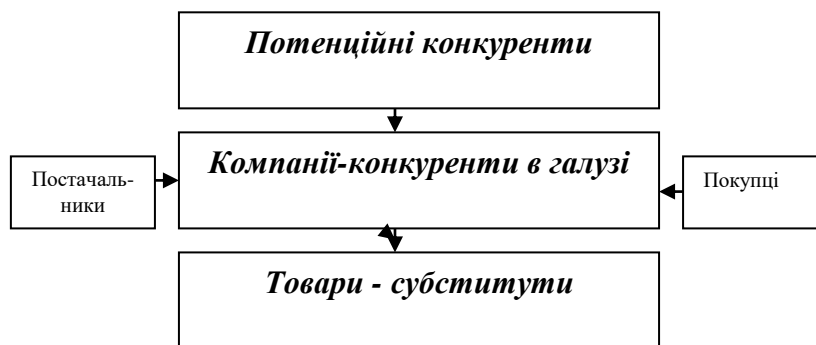 Потенційні конкуренти
Компанії-конкуренти в галузі
Постачаль-
ники
Покупці
Товари - субститути